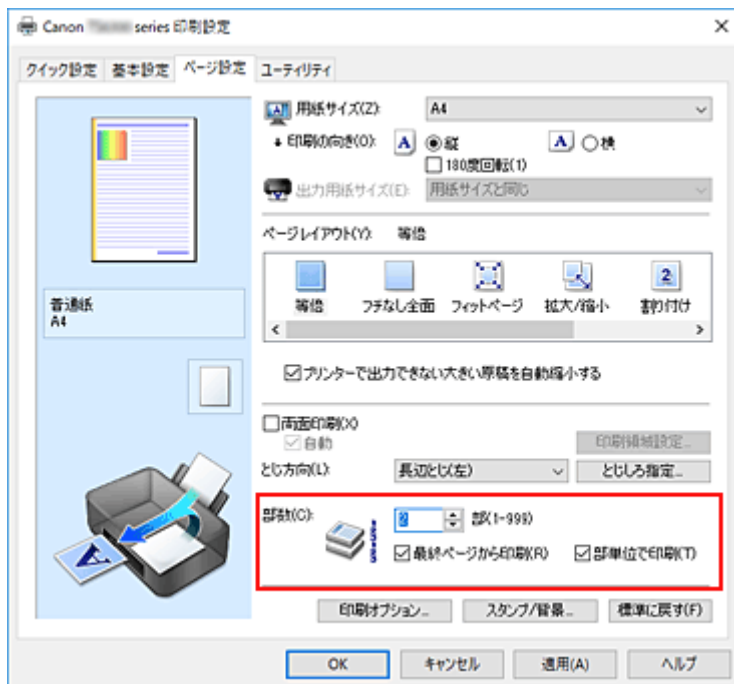 Canon series 印刷設定
クイック設定 基本設定 ページ設定 ユーティリティ
用紙サイズ(Z): A4
印刷の向き(O): A 縦 A 横
180度回転(1)
出力用紙サイズ(E): 用紙サイズと同じ
ページレイアウト(Y): 等倍
等倍 フチなし全面 フィットページ 拡大/縮小 割り付け
普通紙
A4
プリンターで出力できない大きい原稿を自動縮小する
両面印刷(X)
自動 印刷領域設定...
とじ方向(L): 長辺とじ(左) とじしろ指定...
部数(C): 2 部(1-999)
最終ページから印刷(R) 部単位で印刷(T)
印刷オプション... スタンプ/背景... 標準に戻す(F)
OK キャンセル 適用(A) ヘルプ